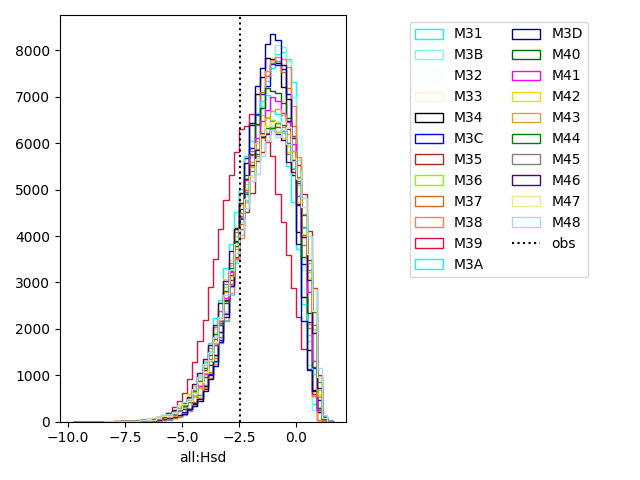 8000
7000
6000
5000
4000
3000
2000
1000
0
−10.0 −7.5 −5.0 −2.5 0.0
all:Hsd
M31 M3D
M3B M40
M32 M41
M33 M42
M34 M43
M3C M44
M35 M45
M36 M46
M37 M47
M38 M48
M39 obs
M3A